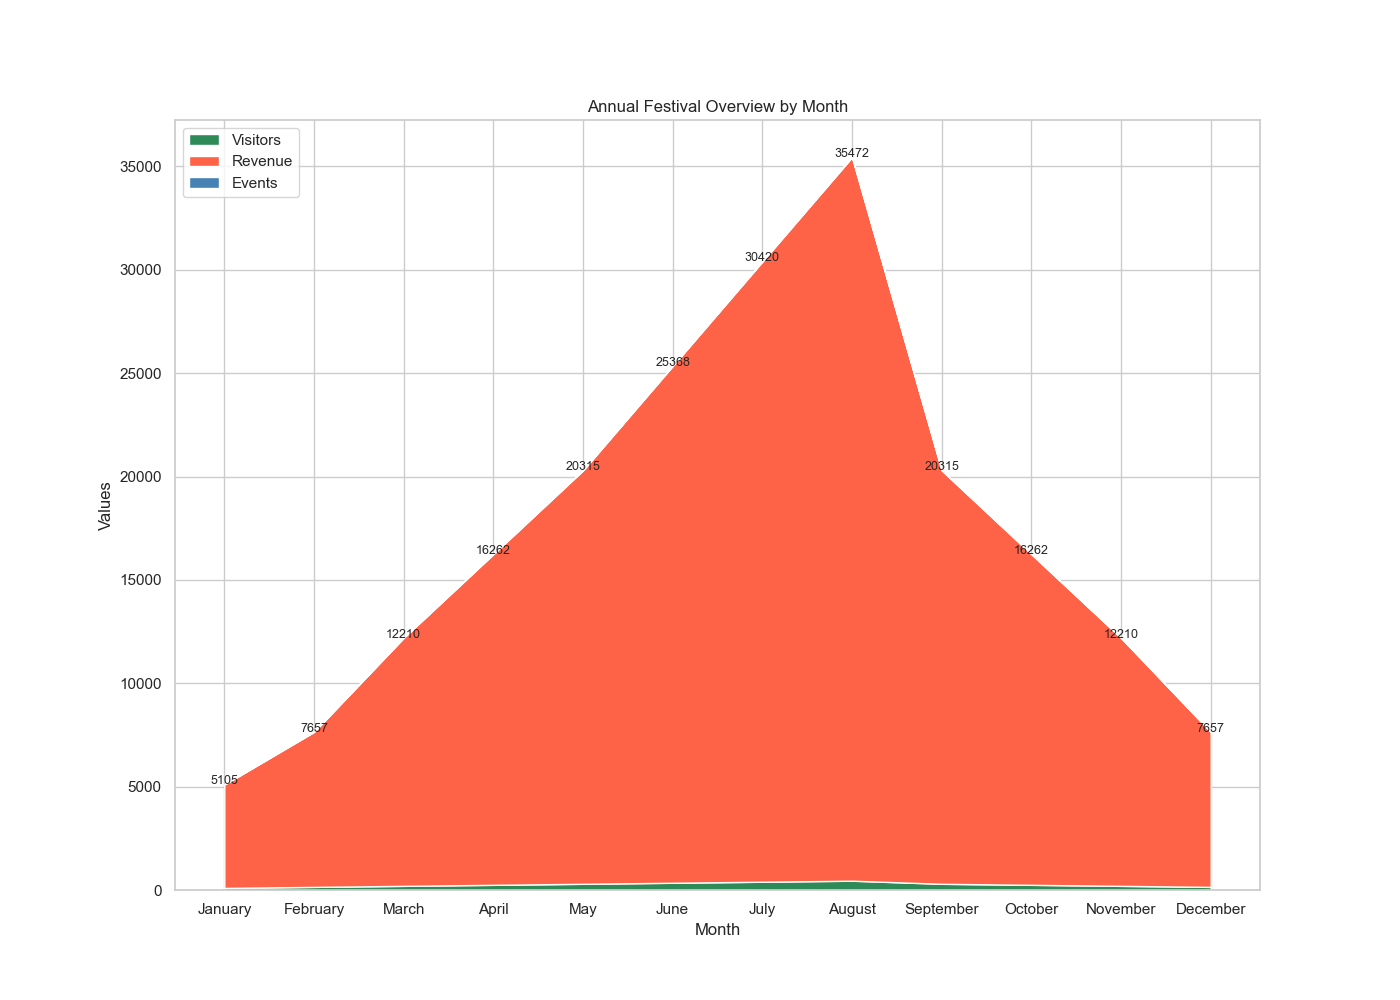 Annual Festival Overview by Month
Visitors
Revenue
Events
35000
30000
25000
20000
15000
10000
5000
0
Values
5105
7657
12210
16262
20315
25368
30420
35472
20315
16262
12210
7657
January February March April May June July August September October November December
Month